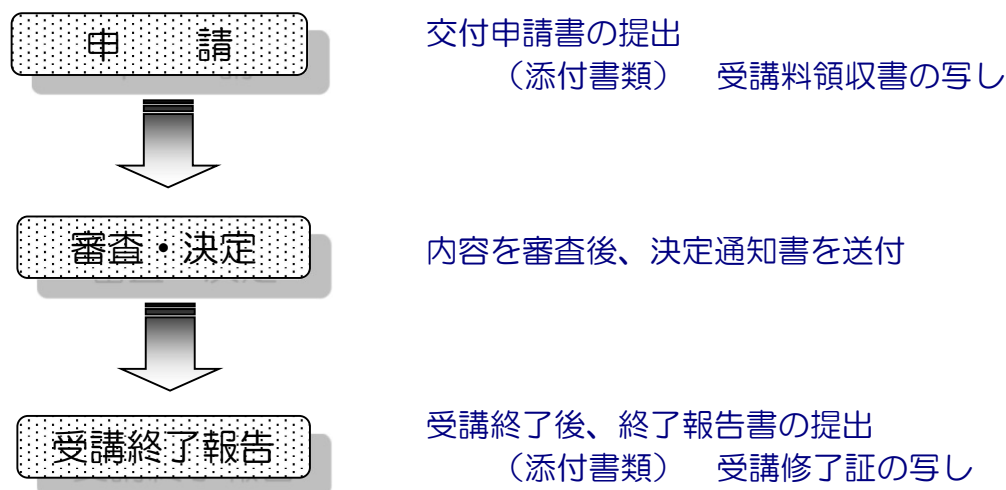 申　　請
交付申請書の提出
（添付書類）　受講料領収書の写し
審査・決定
内容を審査後、決定通知書を送付
受講終了報告
受講終了後、終了報告書の提出
（添付書類）　受講修了証の写し